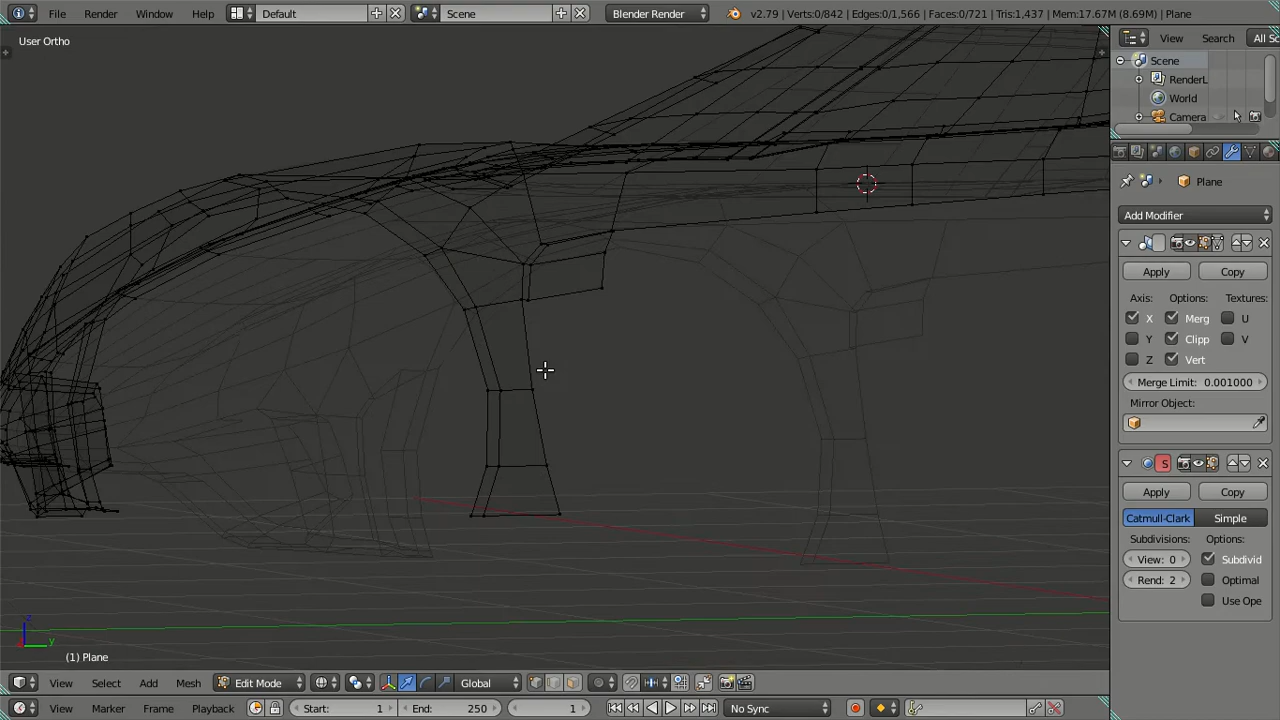 File Render Window Help Default Scene Blender Render v2.79 | Verts:0/842 | Edges:0/1,566 | Faces:0/721 | Tris:1,437 | Mem:17.67M (8.69M) | Plane
User Ortho
View Search All Sc
Scene
RenderL
World
Camera
Plane
Add Modifier
Apply Copy
Axis: Options: Textures:
X Merg U
Y Clipp V
Z Vert
Merge Limit: 0.001000
Mirror Object:
S
Apply Copy
Catmull-Clark Simple
Subdivisions: Options:
View: 0 Subdivid
Rend: 2 Optimal
Use Ope
z
y
(1) Plane
View Select Add Mesh Edit Mode Global
View Marker Frame Playback Start: 1 End: 250 1 No Sync